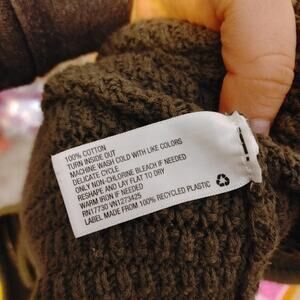 100% COTTON
TURN INSIDE OUT
MACHINE WASH COLD WITH LIKE COLORS
DELICATE CYCLE
ONLY NON-CHLORINE BLEACH IF NEEDED
RESHAPE AND LAY FLAT TO DRY
WARM IRON IF NEEDED
RN17730 VN1273425
LABEL MADE FROM 100% RECYCLED PLASTIC